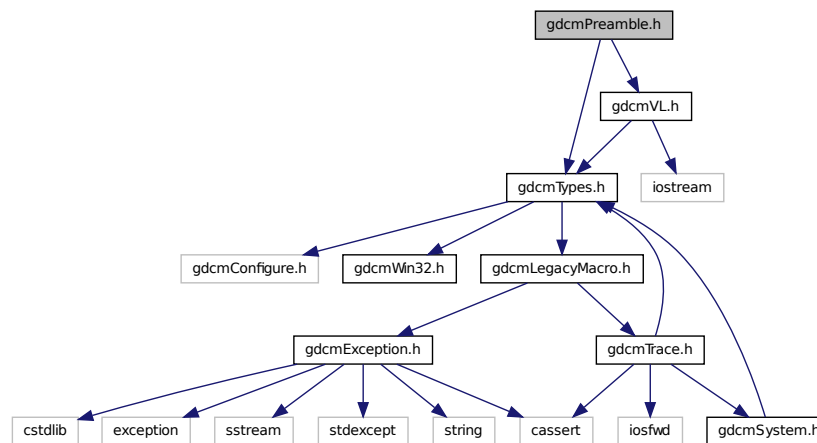 gdcmPreamble.h
gdcmVL.h
gdcmTypes.h
iostream
gdcmConfigure.h
gdcmWin32.h
gdcmLegacyMacro.h
gdcmException.h
gdcmTrace.h
cstdlib
exception
sstream
stdexcept
string
cassert
iosfwd
gdcmSystem.h